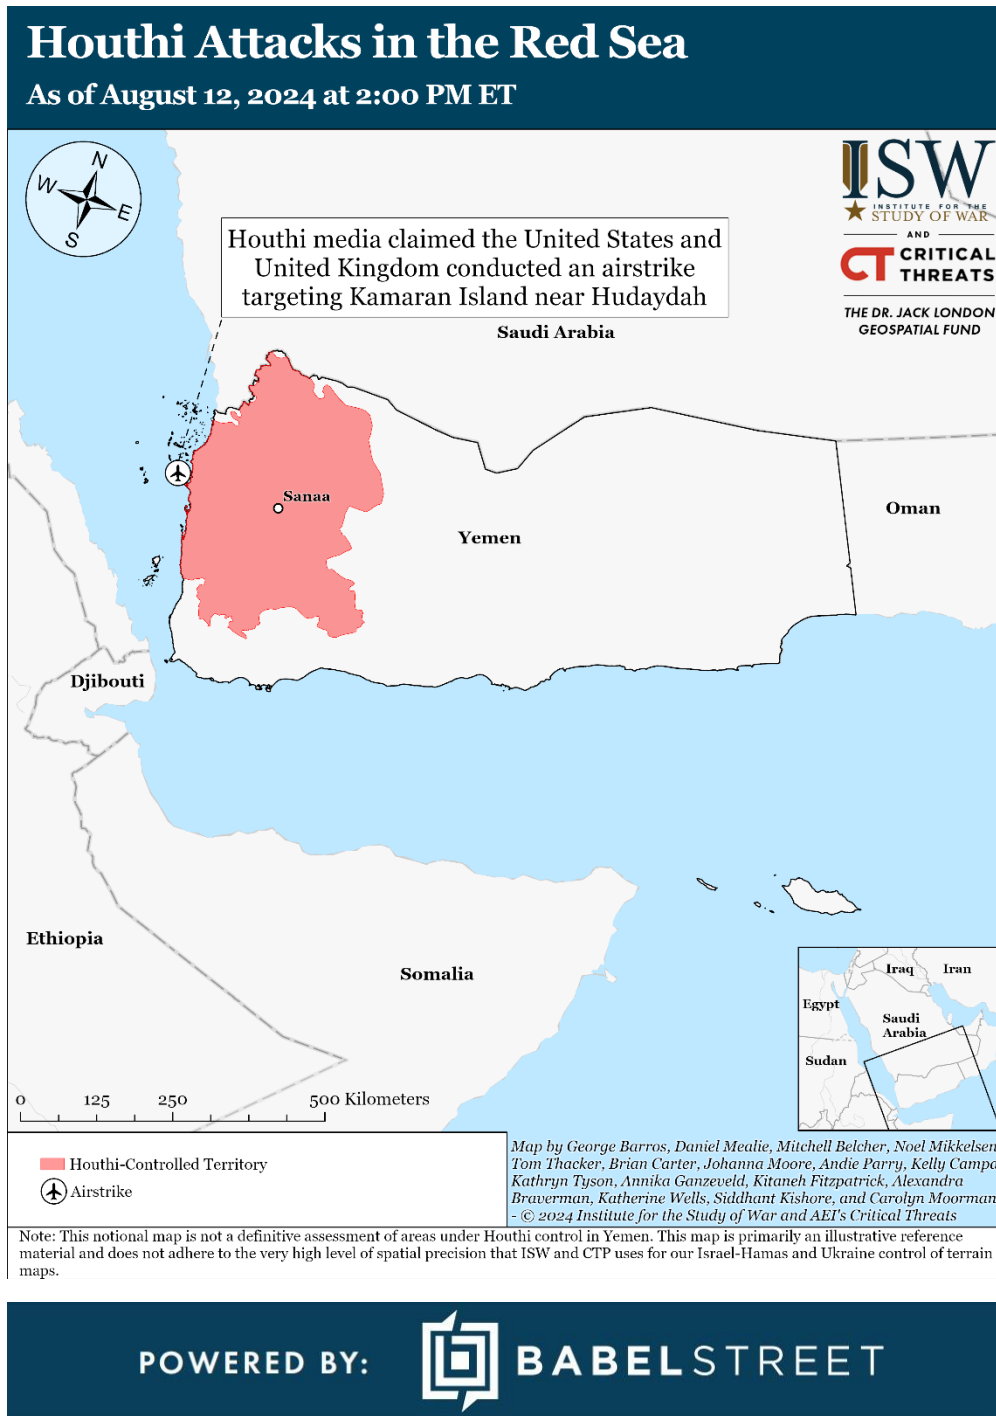 Houthi Attacks in the Red Sea
As of August 12, 2024 at 2:00 PM ET
N
W
E
S
ISW
INSTITUTE FOR THE
STUDY OF WAR
AND
CT CRITICAL
THREATS
THE DR. JACK LONDON
GEOSPATIAL FUND
Houthi media claimed the United States and
United Kingdom conducted an airstrike
targeting Kamaran Island near Hudaydah
Saudi Arabia
Sanaa
Yemen
Oman
Djibouti
Ethiopia
Somalia
Iraq
Iran
Egypt
Saudi
Arabia
Sudan
0 125 250 500 Kilometers
Houthi-Controlled Territory
Airstrike
Map by George Barros, Daniel Mealie, Mitchell Belcher, Noel Mikkelsen
Tom Thacker, Brian Carter, Johanna Moore, Andie Parry, Kelly Campa
Kathryn Tyson, Annika Ganzeveld, Kitaneh Fitzpatrick, Alexandra
Braverman, Katherine Wells, Siddhant Kishore, and Carolyn Moorman
- © 2024 Institute for the Study of War and AEI's Critical Threats
Note: This notional map is not a definitive assessment of areas under Houthi control in Yemen. This map is primarily an illustrative reference
material and does not adhere to the very high level of spatial precision that ISW and CTP uses for our Israel-Hamas and Ukraine control of terrain
maps.
POWERED BY:
BABELSTREET